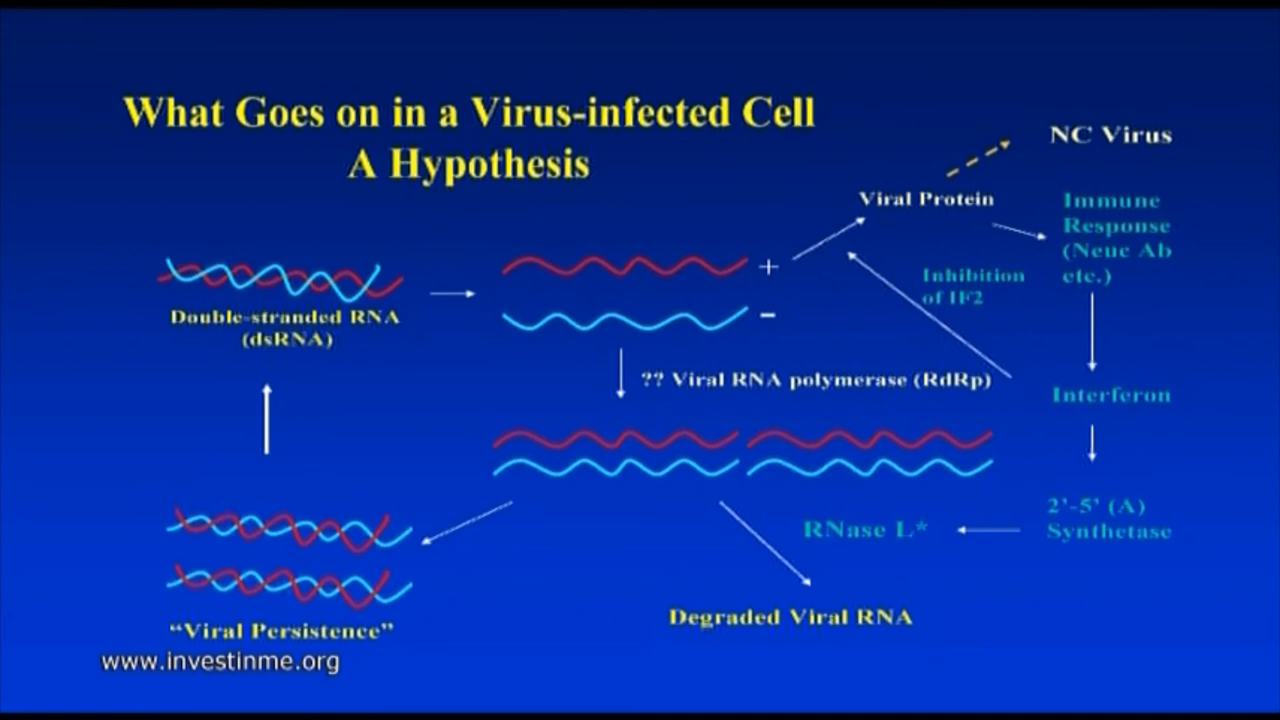 What Goes on in a Virus-infected Cell
A Hypothesis
NC Virus
Viral Protein
Immune
Response
(Neuc Ab
etc.)
+
Inhibition
of IF2
Double-stranded RNA
(dsRNA)
–
?? Viral RNA polymerase (RdRp)
Interferon
2’-5’ (A)
Synthetase
RNase L*
Degraded Viral RNA
“Viral Persistence”
www.investinme.org